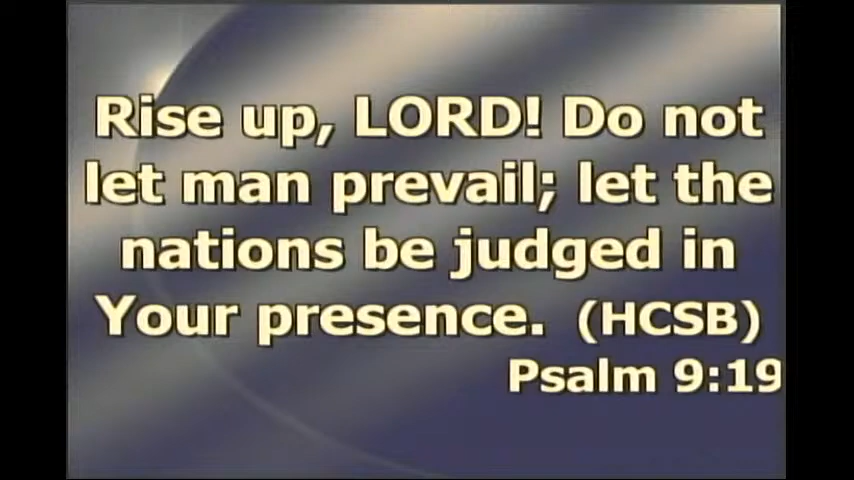 Rise up, LORD! Do not
let man prevail; let the
nations be judged in
Your presence. (HCSB)
Psalm 9:19